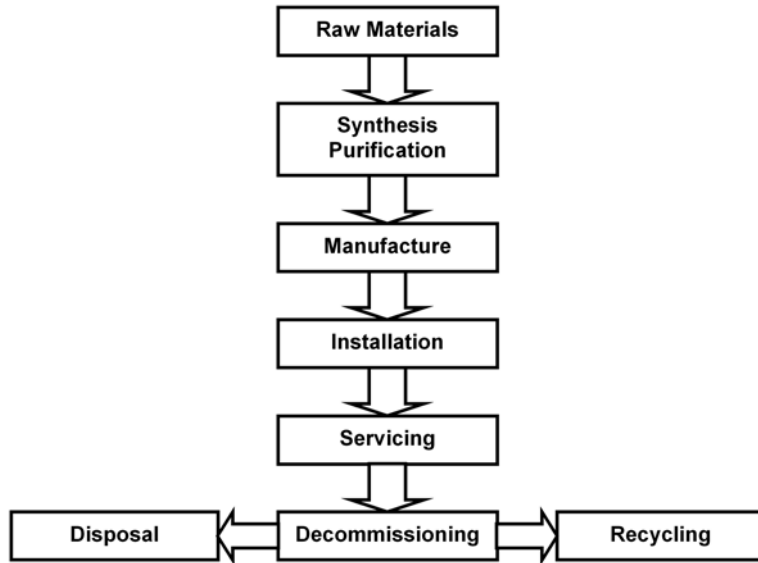 Raw Materials
Synthesis
Purification
Manufacture
Installation
Servicing
Disposal
Decommissioning
Recycling